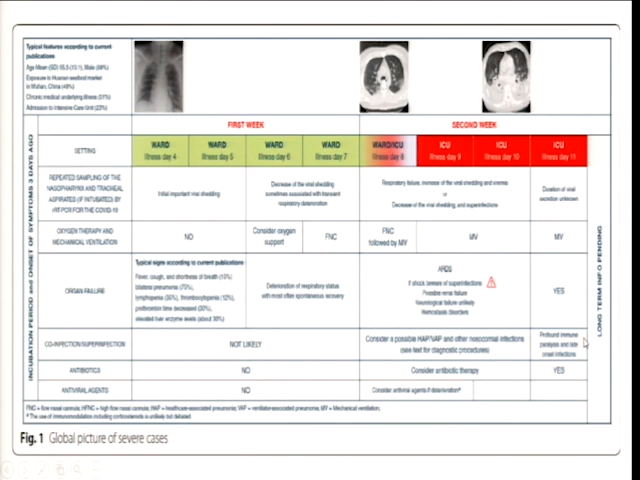 Typical features according to current
publications
Age Mean (SD) 55.5 (13.1), Male (68%)
Exposure to Huanan seafood market
in Wuhan, China (49%)
Chronic medical underlying illness (51%)
Admission to Intensive Care Unit (23%)
FIRST WEEK
SECOND WEEK
SETTING
WARD
Illness day 4
WARD
Illness day 5
WARD
Illness day 6
WARD
Illness day 7
WARD/ICU
Illness day 8
ICU
Illness day 9
ICU
Illness day 10
ICU
Illness day 11
REPEATED SAMPLING OF THE
NASOPHARYNX AND TRACHEAL
ASPIRATES (IF INTUBATED) BY
rRT-PCR FOR THE COVID-19
Initial important viral shedding
Decrease of the viral shedding
sometimes associated with transient
respiratory deterioration
Respiratory failure, increase of the viral shedding and viremia
or
Decrease of the viral shedding, and superinfections
Duration of viral
excretion unknown
OXYGEN THERAPY AND
MECHANICAL VENTILATION
NO
Consider oxygen
support
FNC
FNC
followed by MV
MV
MV
ORGAN FAILURE
Typical signs according to current publications
Fever, cough, and shortness of breath (15%)
bilateral pneumonia (75%),
lymphopenia (35%), thrombocytopenia (12%),
prothrombin time decreased (30%),
elevated liver enzyme levels (about 30%)
Deterioration of respiratory status
with most often spontaneous recovery
ARDS
If shock beware of superinfections
Possible renal failure
Neurological failure unlikely
Hemostasis disorders
YES
CO-INFECTION/SUPERINFECTION
NOT LIKELY
Consider a possible HAP/VAP and other nosocomial infections
(see text for diagnostic procedures)
Profound immune
paralysis and late
onset infections
ANTIBIOTICS
NO
Consider antibiotic therapy
YES
ANTIVIRAL AGENTS
NO
Consider antiviral agents if deterioration*
INCUBATION PERIOD and ONSET OF SYMPTOMS 3 DAYS AGO
LONG TERM INFO PENDING
FNC = flow nasal cannula, HFNC = high flow nasal cannula; HAP = healthcare-associated pneumonia; VAP = ventilator-associated pneumonia; MV = Mechanical ventilation;
* The use of immunomodulation including corticosteroids is unlikely but debated
Fig. 1 Global picture of severe cases